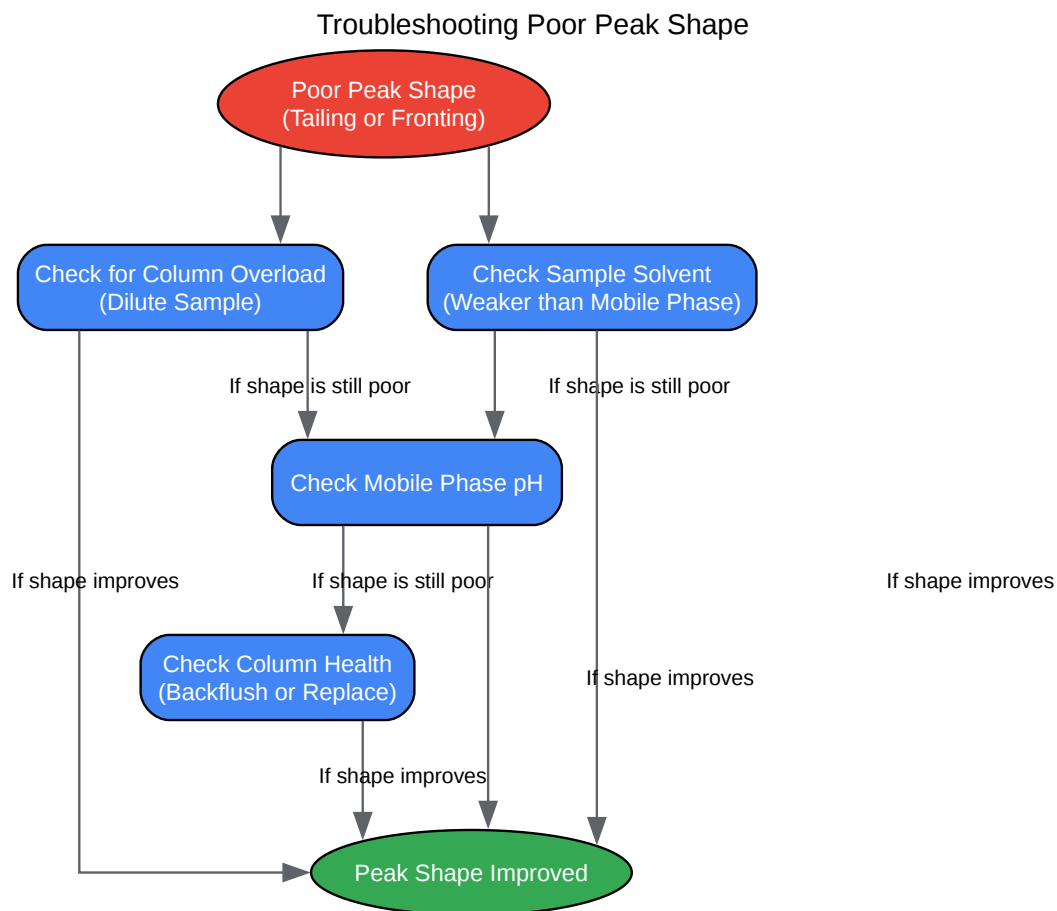 Troubleshooting Poor Peak Shape
Poor Peak Shape
(Tailing or Fronting)
Check for Column Overload
(Dilute Sample)
Check Sample Solvent
(Weaker than Mobile Phase)
If shape is still poor
If shape is still poor
Check Mobile Phase pH
If shape improves
If shape is still poor
If shape improves
Check Column Health
(Backflush or Replace)
If shape improves
If shape improves
Peak Shape Improved